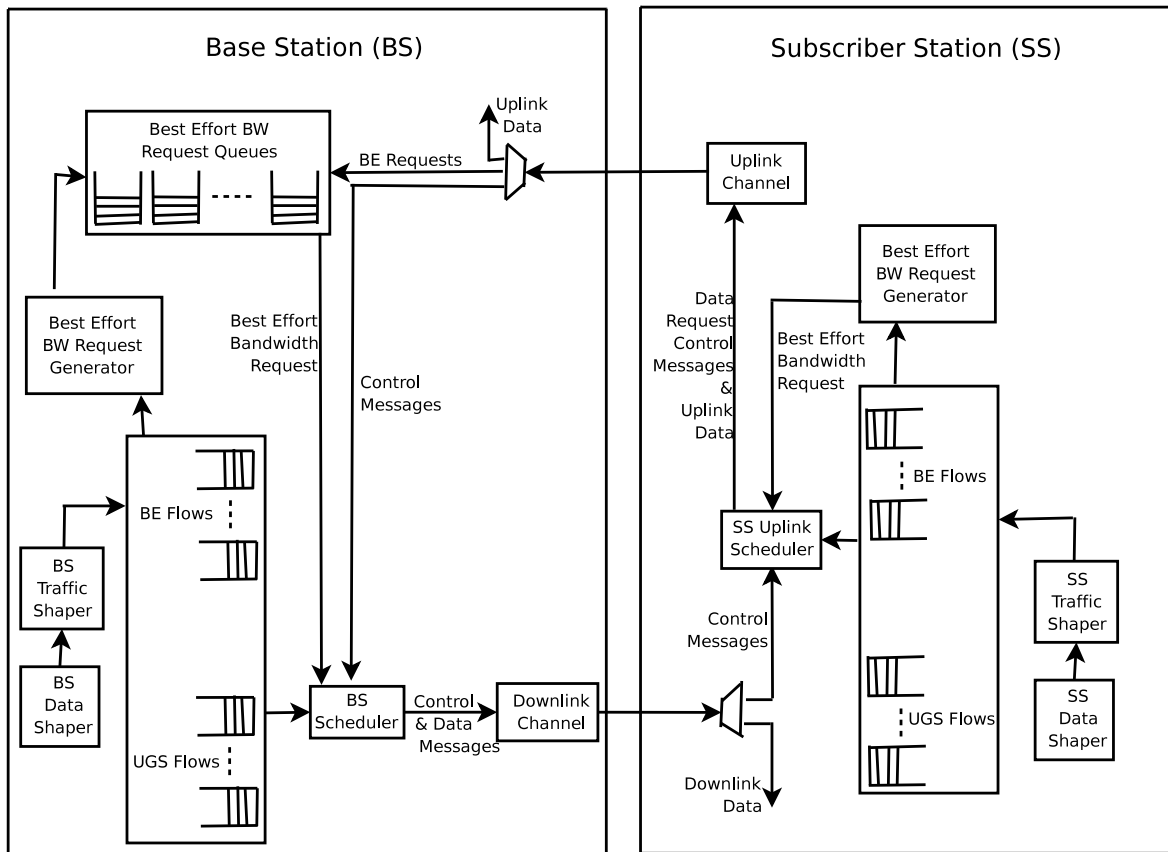 Base Station (BS)
Uplink
Data
Best Effort BW
Request Queues
BE Requests
Best Effort
BW Request
Generator
Best Effort
Bandwidth
Request
Control
Messages
BE Flows
BS
Traffic
Shaper
BS
Data
Shaper
UGS Flows
BS
Scheduler
Control
& Data
Messages
Downlink
Channel
Subscriber Station (SS)
Uplink
Channel
Best Effort
BW Request
Generator
Data
Request
Control
Messages
&
Uplink
Data
Best Effort
Bandwidth
Request
BE Flows
SS Uplink
Scheduler
SS
Traffic
Shaper
Control
Messages
SS
Data
Shaper
UGS Flows
Downlink
Data